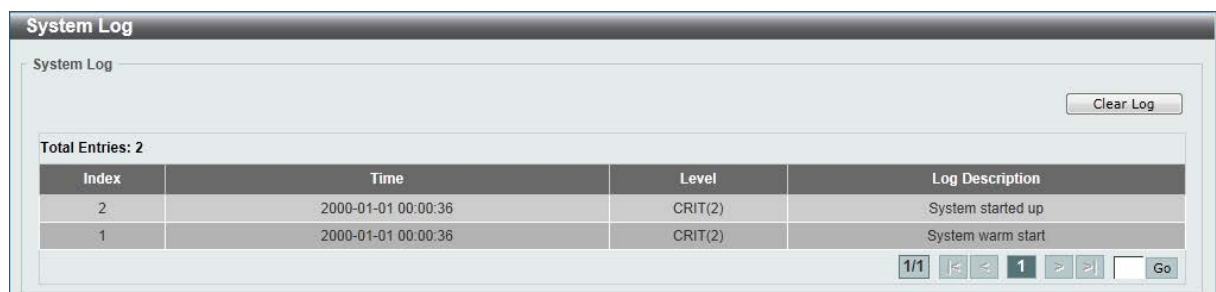 System Log
System Log
Clear Log
Total Entries: 2
Index Time Level Log Description
2 2000-01-01 00:00:36 CRIT(2) System started up
1 2000-01-01 00:00:36 CRIT(2) System warm start
1/1 |< < 1 > >| Go